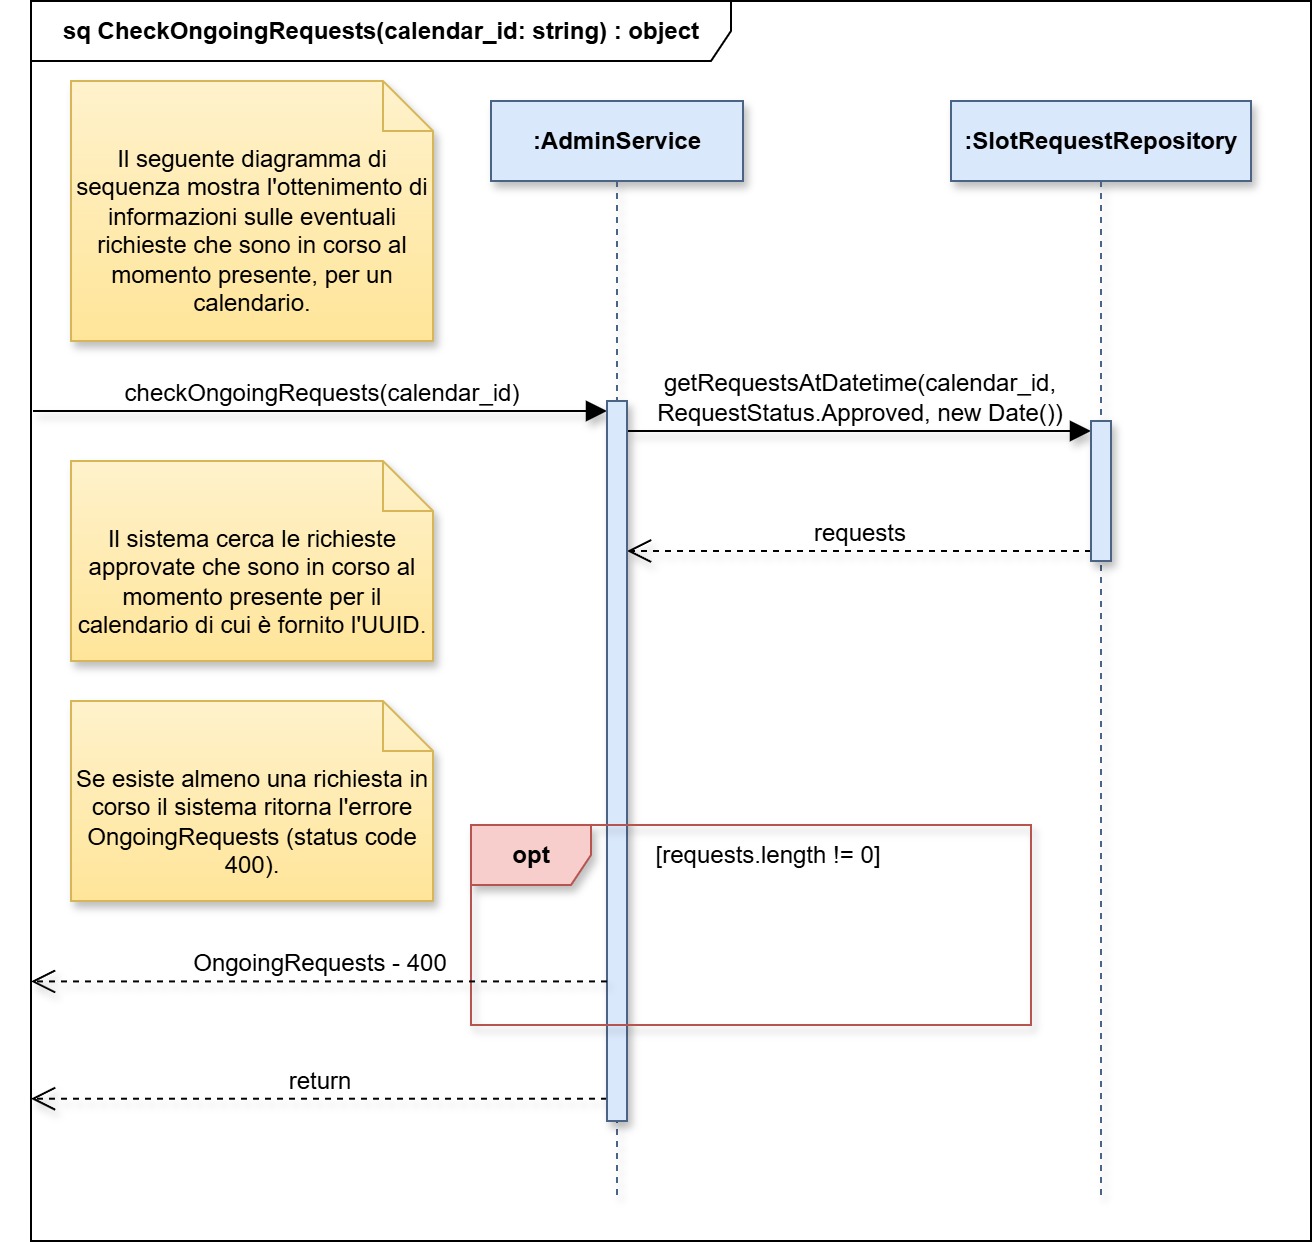 sq CheckOngoingRequests(calendar_id: string) : object
Il seguente diagramma di
sequenza mostra l'ottenimento di
informazioni sulle eventuali
richieste che sono in corso al
momento presente, per un
calendario.
:AdminService
:SlotRequestRepository
checkOngoingRequests(calendar_id)
getRequestsAtDatetime(calendar_id,
RequestStatus.Approved, new Date())
Il sistema cerca le richieste
approvate che sono in corso al
momento presente per il
calendario di cui è fornito l'UUID.
requests
Se esiste almeno una richiesta in
corso il sistema ritorna l'errore
OngoingRequests (status code
400).
opt
[requests.length != 0]
OngoingRequests - 400
return